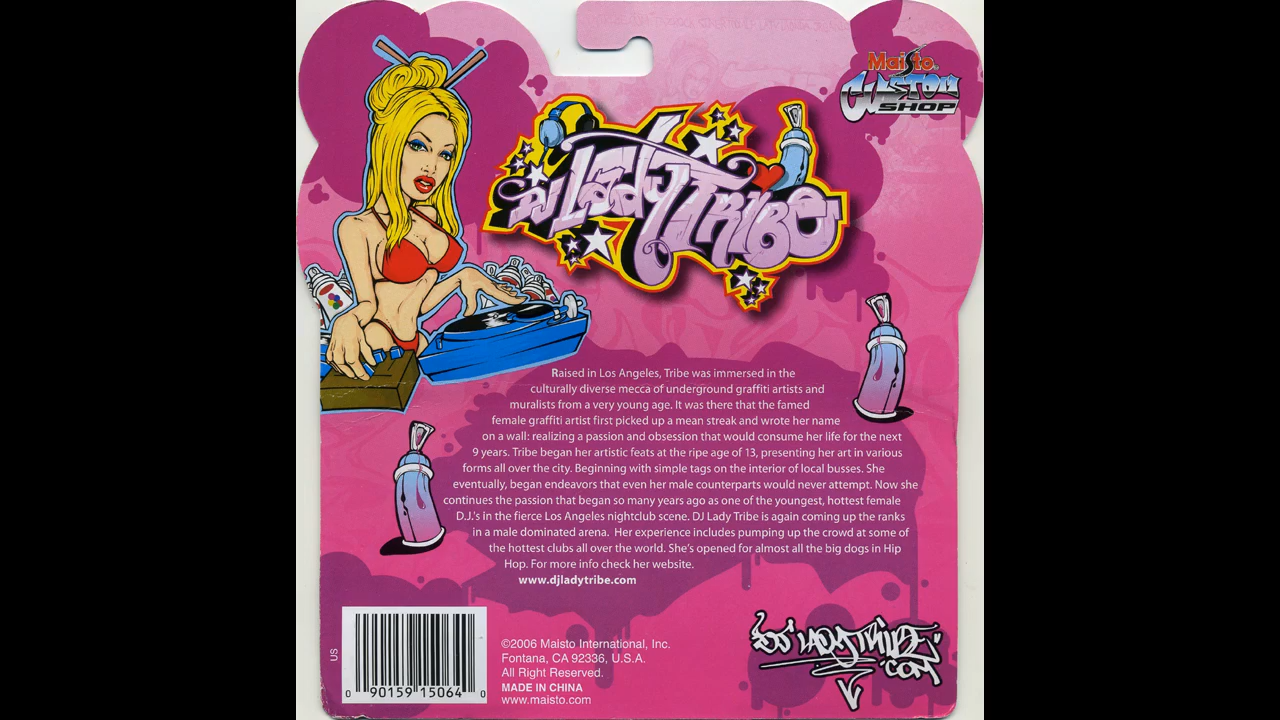 Maisto
CUSTOM
SHOP
DJ Lady Tribe
Raised in Los Angeles, Tribe was immersed in the
culturally diverse mecca of underground graffiti artists and
muralists from a very young age. It was there that the famed
female graffiti artist first picked up a mean streak and wrote her name
on a wall: realizing a passion and obsession that would consume her life for the next
9 years. Tribe began her artistic feats at the ripe age of 13, presenting her art in various
forms all over the city. Beginning with simple tags on the interior of local busses. She
eventually, began endeavors that even her male counterparts would never attempt. Now she
continues the passion that began so many years ago as one of the youngest, hottest female
D.J.'s in the fierce Los Angeles nightclub scene. DJ Lady Tribe is again coming up the ranks
in a male dominated arena. Her experience includes pumping up the crowd at some of
the hottest clubs all over the world. She's opened for almost all the big dogs in Hip
Hop. For more info check her website.
www.djladytribe.com
US
0 90159 15064 0
©2006 Maisto International, Inc.
Fontana, CA 92336, U.S.A.
All Right Reserved.
MADE IN CHINA
www.maisto.com
DJ LADYTRIBE
.COM